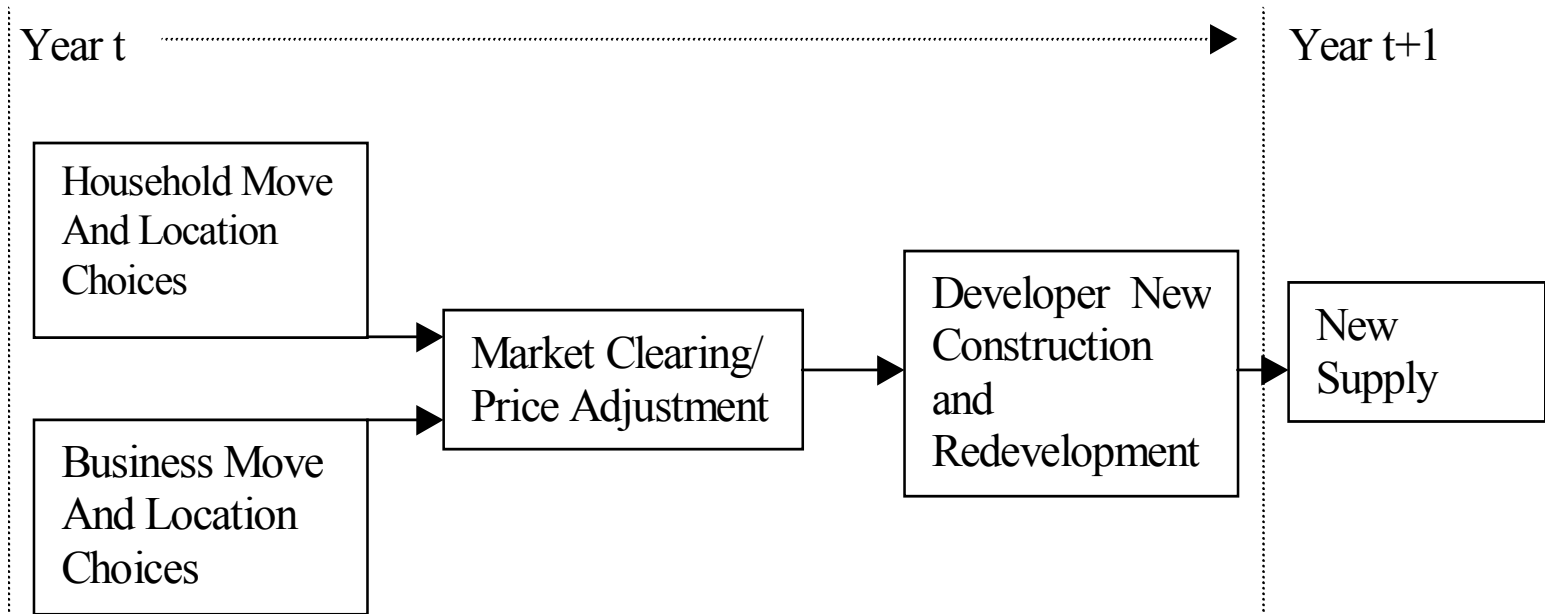 Year t
Year t+1
Household Move
And Location
Choices
Business Move
And Location
Choices
Market Clearing/
Price Adjustment
Developer New
Construction
and
Redevelopment
New
Supply